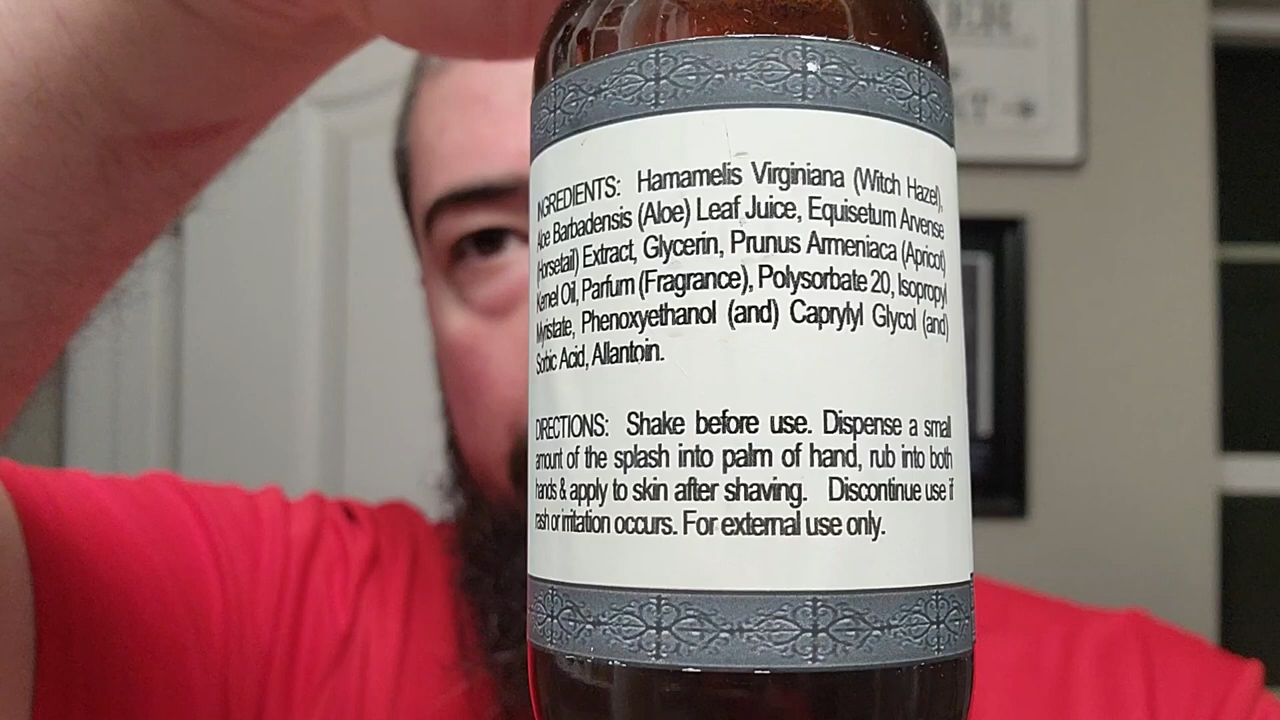 ER
T
INGREDIENTS: Hamamelis Virginiana (Witch Hazel),
Aloe Barbadensis (Aloe) Leaf Juice, Equisetum Arvense
(Horsetail) Extract, Glycerin, Prunus Armeniaca (Apricot)
Kernel Oil, Parfum (Fragrance), Polysorbate 20, Isopropyl
Myristate, Phenoxyethanol (and) Caprylyl Glycol (and)
Sorbic Acid, Allantoin.
DIRECTIONS: Shake before use. Dispense a small
amount of the splash into palm of hand, rub into both
hands & apply to skin after shaving. Discontinue use if
rash or irritation occurs. For external use only.